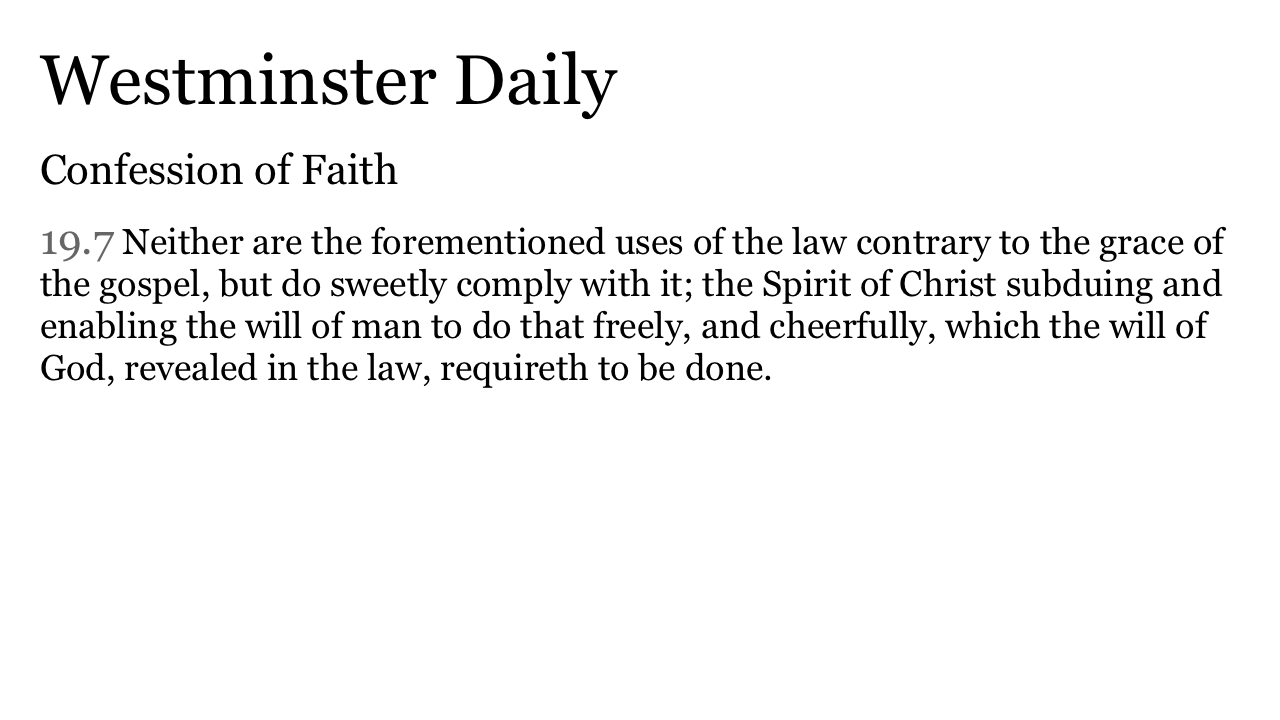 Westminster Daily
Confession of Faith
19.7 Neither are the forementioned uses of the law contrary to the grace of
the gospel, but do sweetly comply with it; the Spirit of Christ subduing and
enabling the will of man to do that freely, and cheerfully, which the will of
God, revealed in the law, requireth to be done.